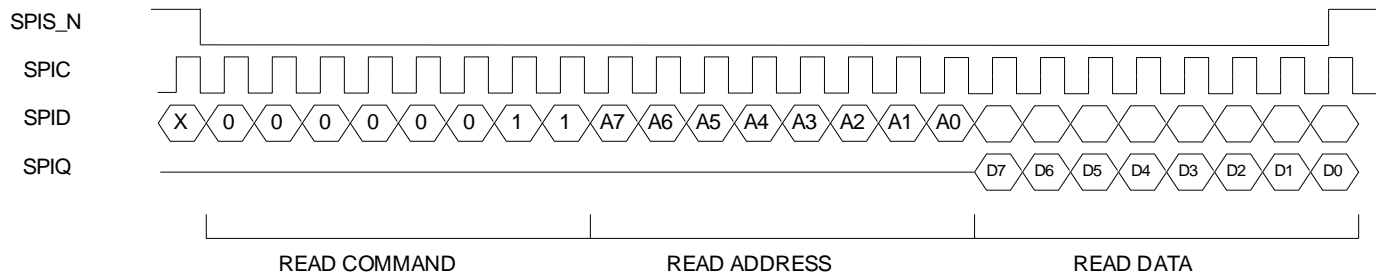 SPIS_N
SPIC
SPID X 0 0 0 0 0 0 1 1 A7 A6 A5 A4 A3 A2 A1 A0
SPIQ D7 D6 D5 D4 D3 D2 D1 D0
READ COMMAND READ ADDRESS READ DATA